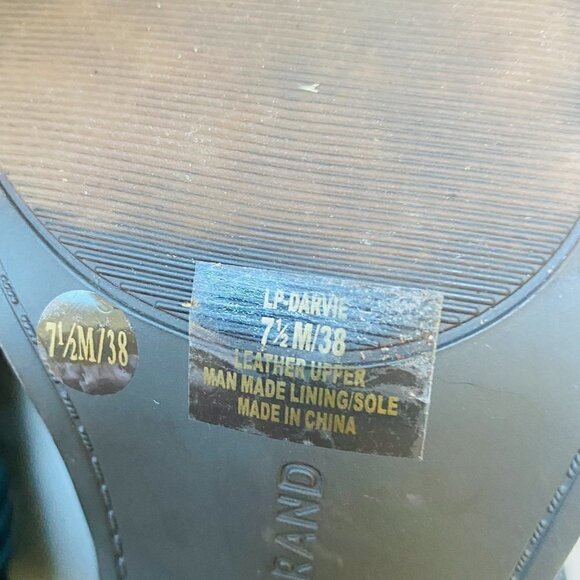 7½M/38
LP-DARVIE
7½ M/38
LEATHER UPPER
MAN MADE LINING/SOLE
MADE IN CHINA
RAND